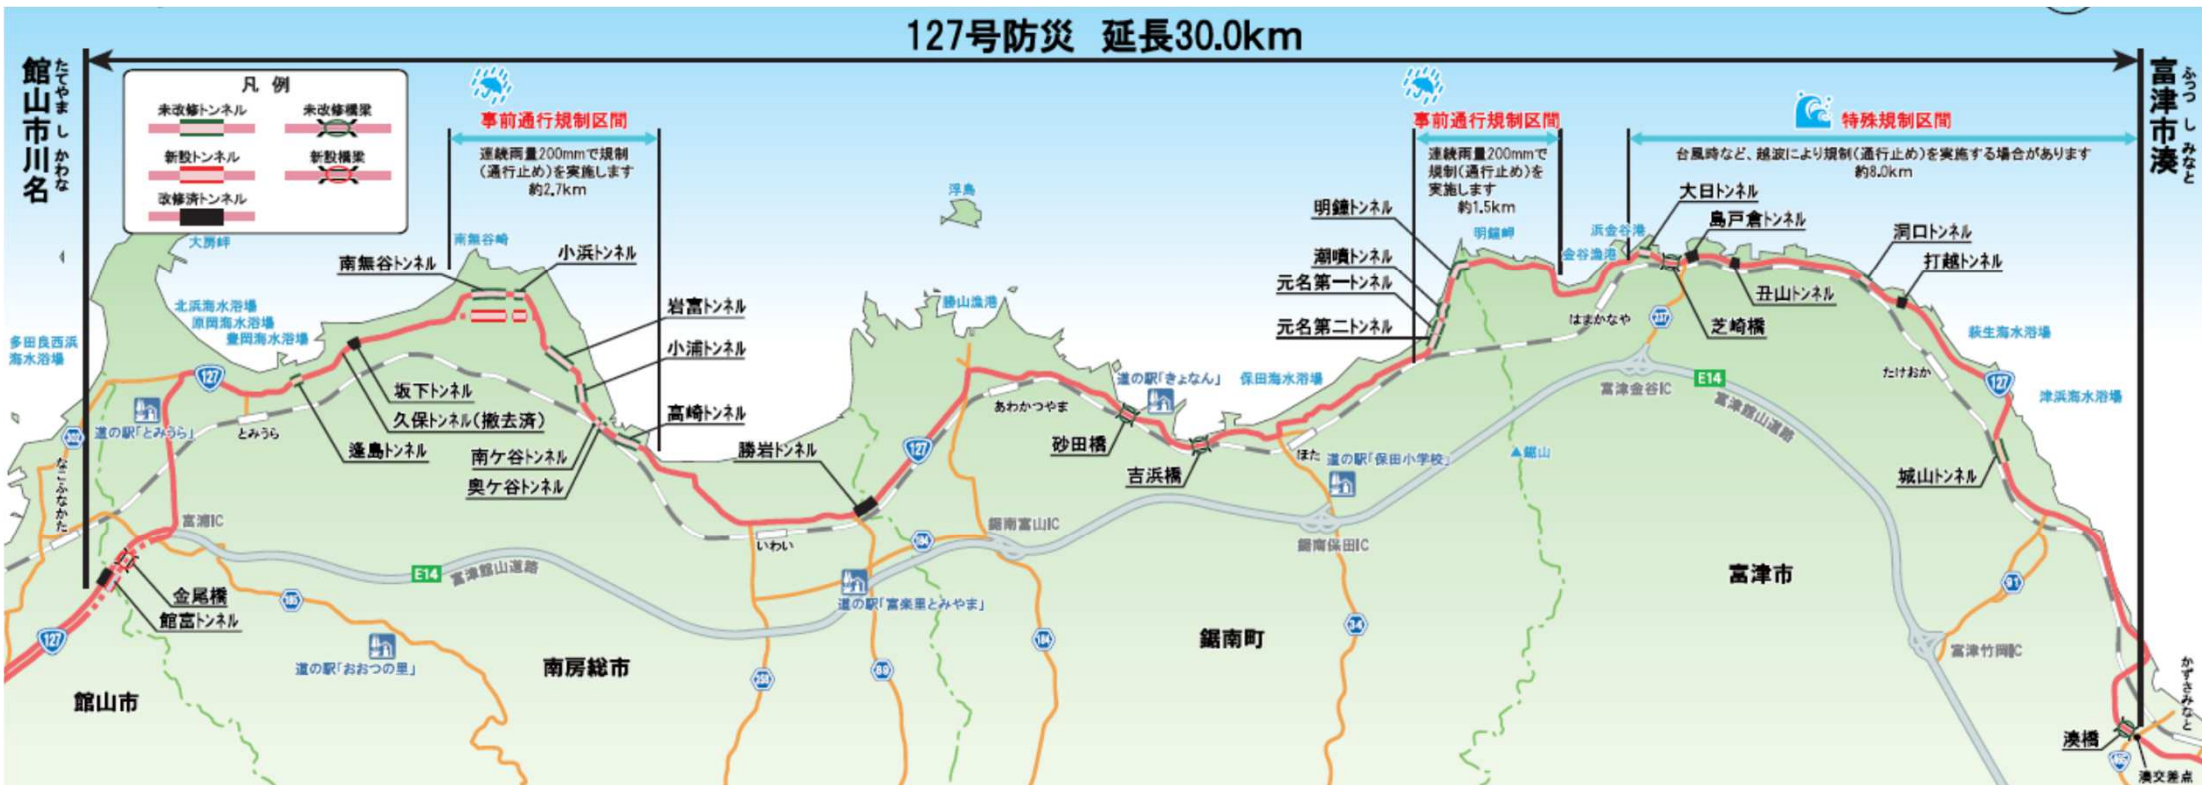 127号防災 延長30.0km
館山市川名
たてやま し かわな
富津市湊
ふっつ し みなと
凡 例
未改修トンネル
未改修橋梁
新設トンネル
新設橋梁
改修済トンネル
事前通行規制区間
連続雨量200mmで規制
(通行止め)を実施します
約2.7km
事前通行規制区間
連続雨量200mmで
規制(通行止め)を
実施します
約1.5km
特殊規制区間
台風時など、越波により規制(通行止め)を実施する場合があります
約8.0km
大房岬
南無谷崎
浮島
勝山漁港
明鐘岬
浜金谷港
金谷漁港
北浜海水浴場
原岡海水浴場
豊岡海水浴場
多田良西浜
海水浴場
保田海水浴場
萩生海水浴場
津浜海水浴場
南無谷トンネル
小浜トンネル
岩富トンネル
小浦トンネル
高崎トンネル
坂下トンネル
久保トンネル(撤去済)
逢島トンネル
南ケ谷トンネル
奥ケ谷トンネル
勝岩トンネル
砂田橋
吉浜橋
明鐘トンネル
潮噴トンネル
元名第一トンネル
元名第二トンネル
大日トンネル
島戸倉トンネル
洞口トンネル
打越トンネル
丑山トンネル
芝崎橋
城山トンネル
湊橋
湊交差点
金尾橋
館富トンネル
道の駅「とみうら」
道の駅「おおつの里」
道の駅「富楽里とみやま」
道の駅「きょなん」
道の駅「保田小学校」
なこふなかた
とみうら
いわい
あわかつやま
ほた
はまかなや
たけおか
かずさみなと
富浦IC
鋸南富山IC
鋸南保田IC
富津金谷IC
富津竹岡IC
E14
富津館山道路
E14
富津館山道路
▲鋸山
127
127
127
127
302
185
258
89
184
184
34
237
91
館山市
南房総市
鋸南町
富津市